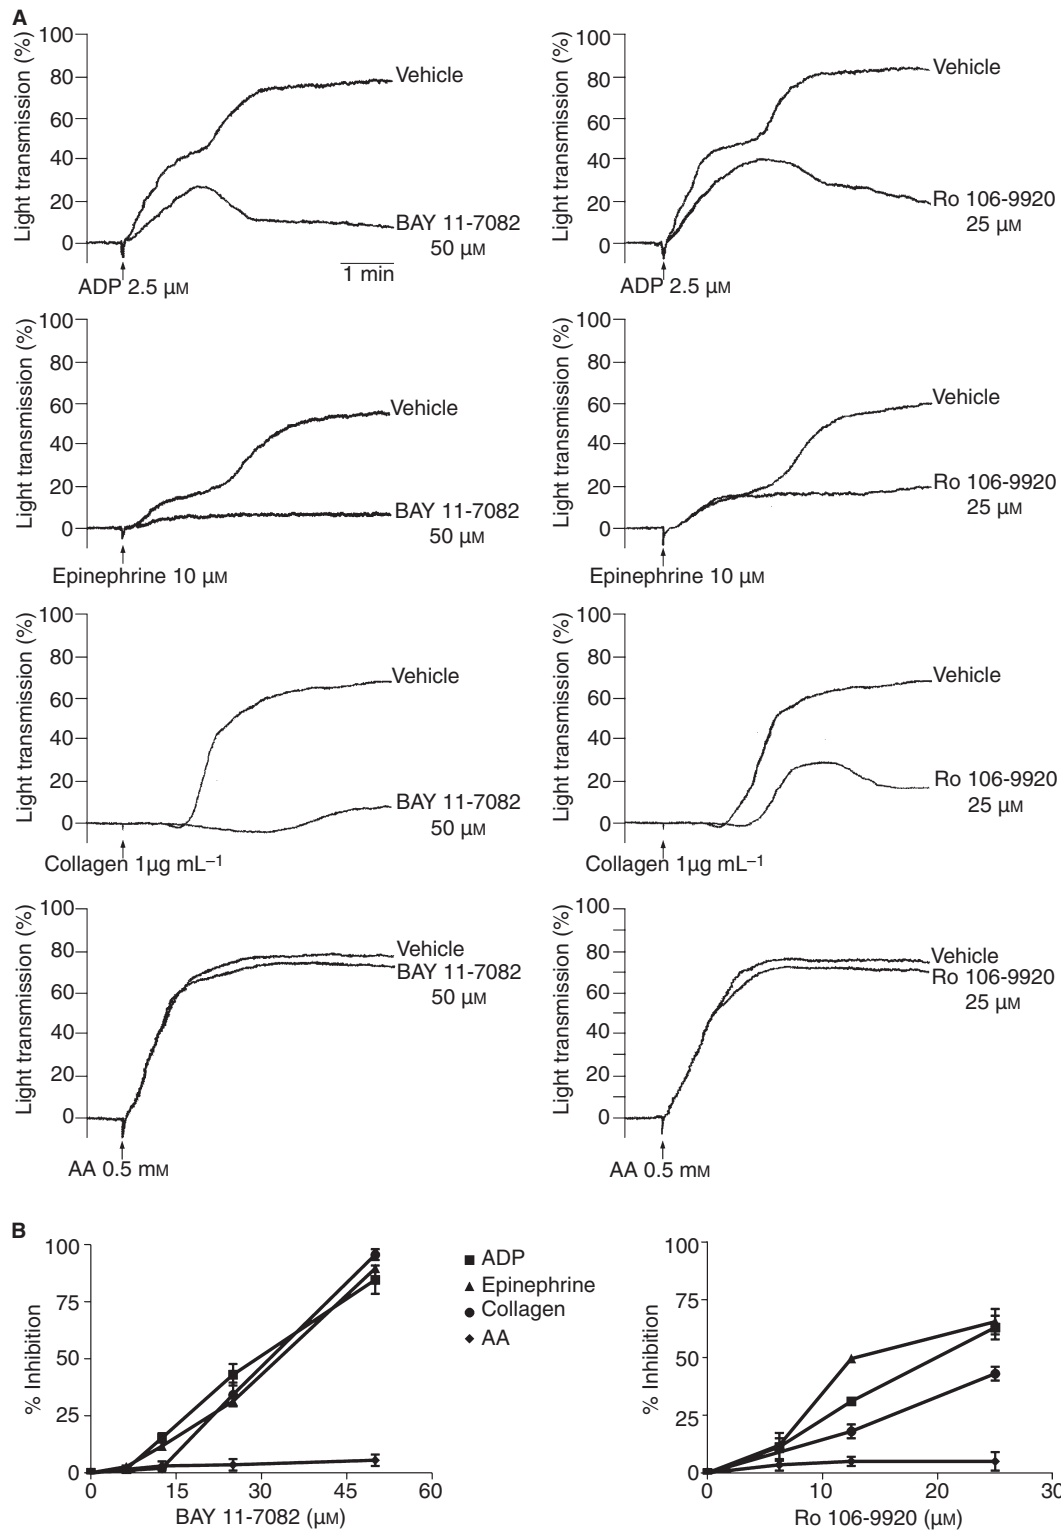 A
Light transmission (%)
100
80
60
40
20
0
Vehicle
BAY 11-7082
50 μM
1 min
ADP 2.5 μM
Light transmission (%)
100
80
60
40
20
0
Vehicle
Ro 106-9920
25 μM
ADP 2.5 μM
Light transmission (%)
100
80
60
40
20
0
Vehicle
BAY 11-7082
50 μM
Epinephrine 10 μM
Light transmission (%)
100
80
60
40
20
0
Vehicle
Ro 106-9920
25 μM
Epinephrine 10 μM
Light transmission (%)
100
80
60
40
20
0
Vehicle
BAY 11-7082
50 μM
Collagen 1μg mL⁻¹
Light transmission (%)
100
80
60
40
20
0
Vehicle
Ro 106-9920
25 μM
Collagen 1μg mL⁻¹
Light transmission (%)
100
80
60
40
20
0
Vehicle
BAY 11-7082
50 μM
AA 0.5 mM
Light transmission (%)
100
80
60
40
20
0
Vehicle
Ro 106-9920
25 μM
AA 0.5 mM
B
% Inhibition
100
75
50
25
0
0 15 30 45 60
BAY 11-7082 (μM)
ADP
Epinephrine
Collagen
AA
% Inhibition
100
75
50
25
0
0 10 20 30
Ro 106-9920 (μM)